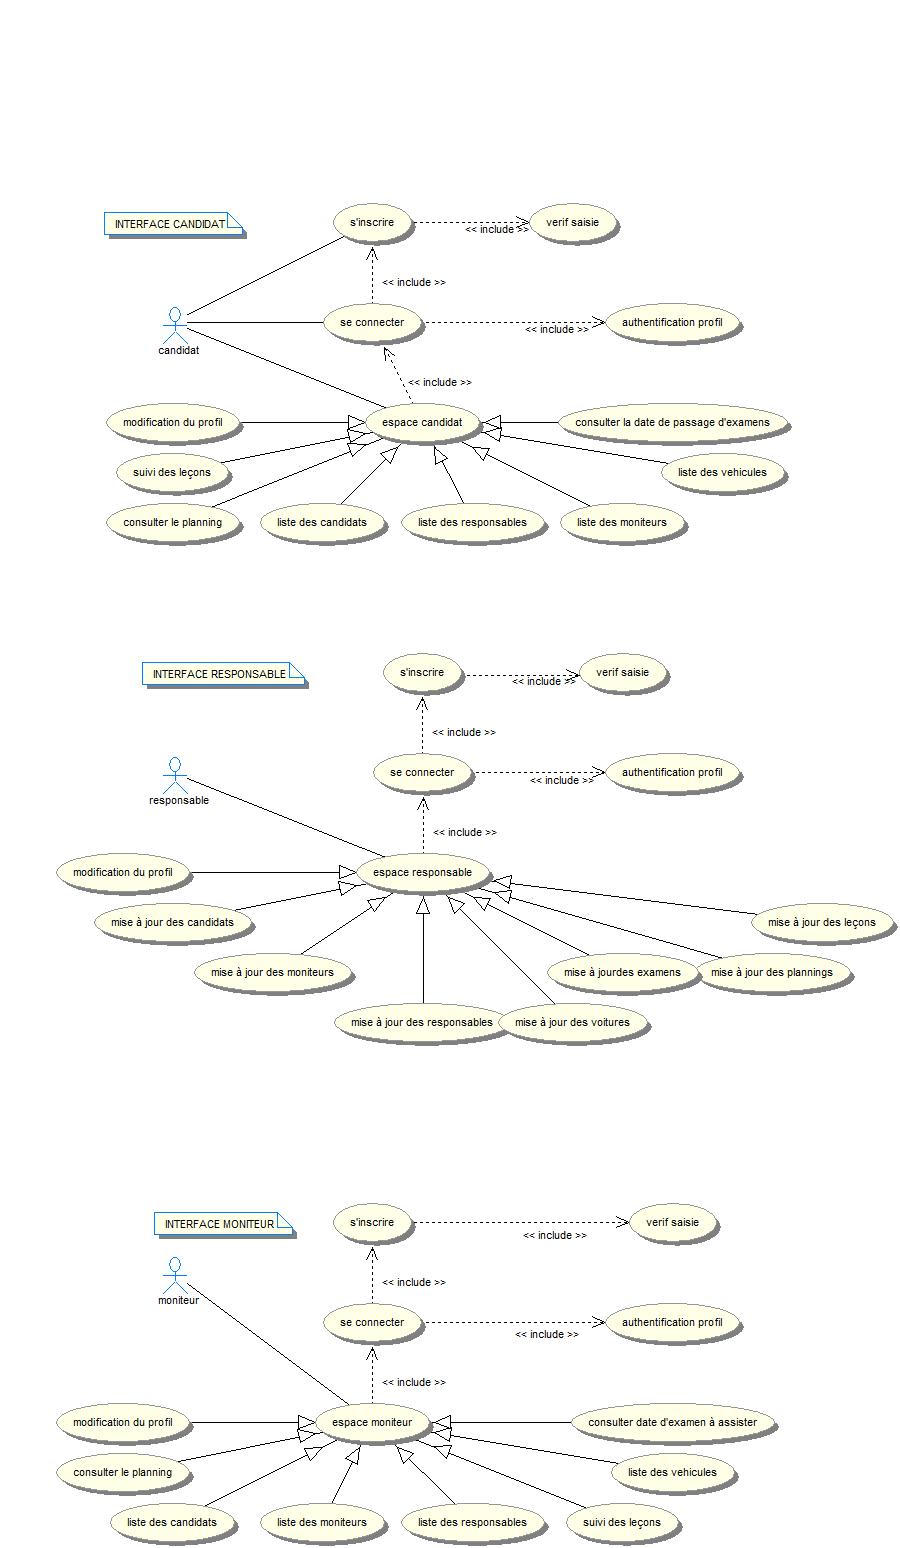 INTERFACE CANDIDAT
s'inscrire
<< include >>
verif saisie
<< include >>
candidat
se connecter
<< include >>
authentification profil
<< include >>
modification du profil
espace candidat
consulter la date de passage d'examens
suivi des leçons
liste des vehicules
consulter le planning
liste des candidats
liste des responsables
liste des moniteurs
INTERFACE RESPONSABLE
s'inscrire
<< include >>
verif saisie
<< include >>
responsable
se connecter
<< include >>
authentification profil
<< include >>
modification du profil
espace responsable
mise à jour des candidats
mise à jour des leçons
mise à jour des moniteurs
mise à jourdes examens
mise à jour des plannings
mise à jour des responsables
mise à jour des voitures
INTERFACE MONITEUR
s'inscrire
<< include >>
verif saisie
<< include >>
moniteur
se connecter
<< include >>
authentification profil
<< include >>
modification du profil
espace moniteur
consulter date d'examen à assister
consulter le planning
liste des vehicules
liste des candidats
liste des moniteurs
liste des responsables
suivi des leçons